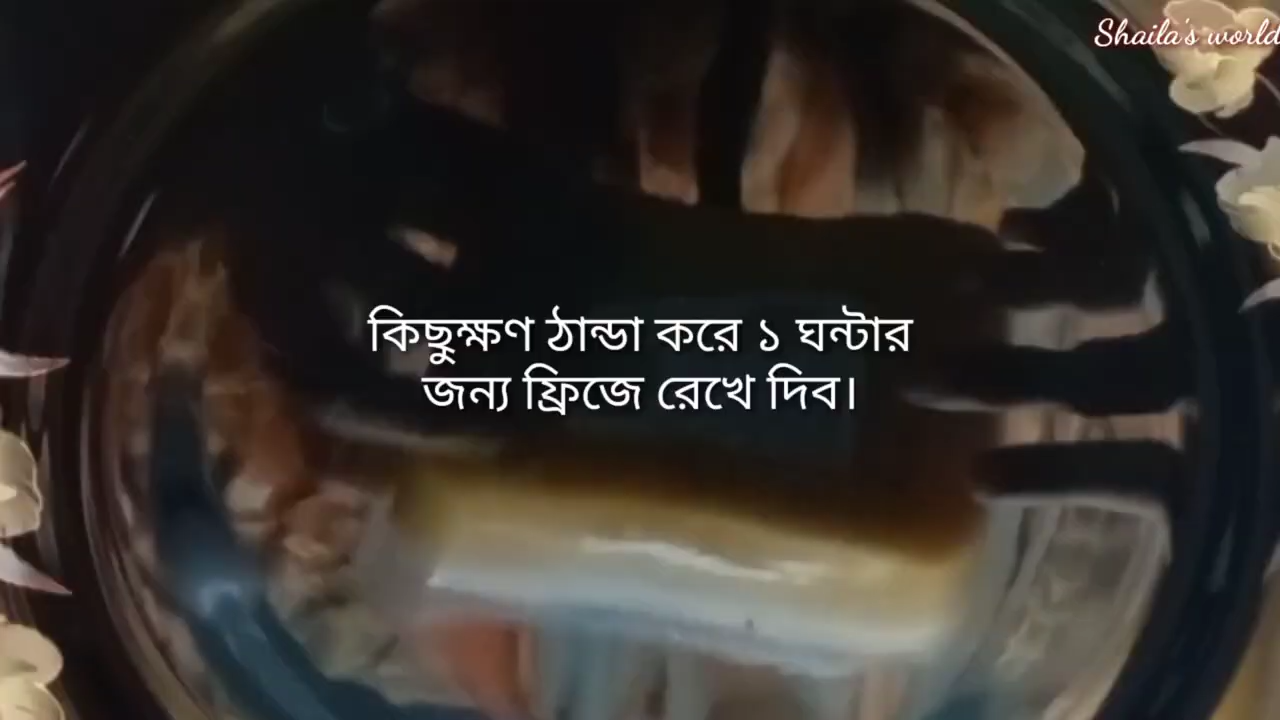 Shaila's world
কিছুক্ষণ ঠান্ডা করে ১ ঘন্টার
জন্য ফ্রিজে রেখে দিব।